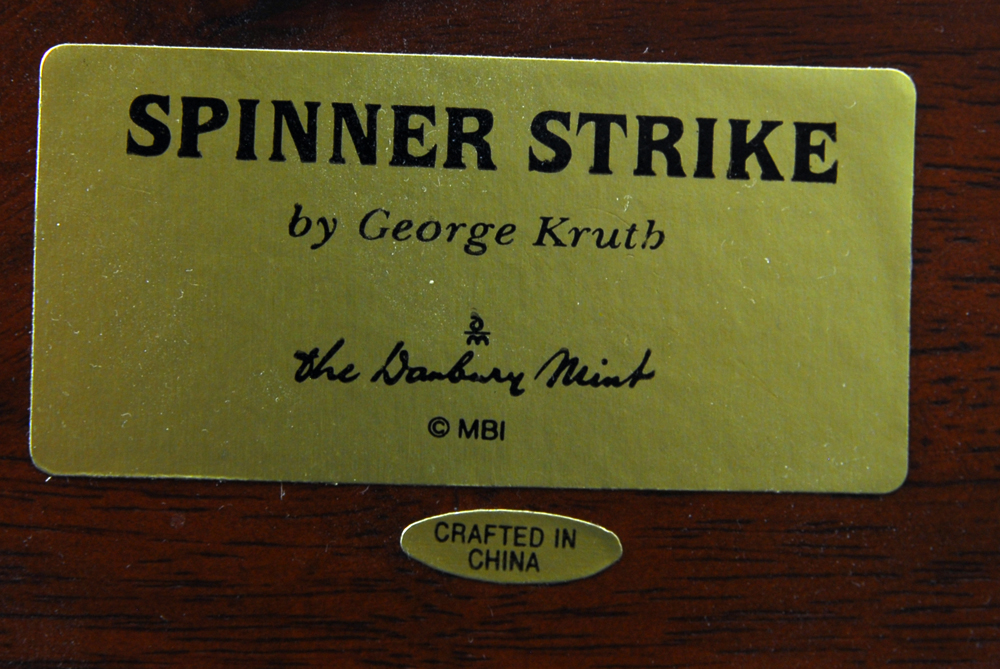 SPINNER STRIKE
by George Kruth
the Danbury Mint
© MBI
CRAFTED IN
CHINA